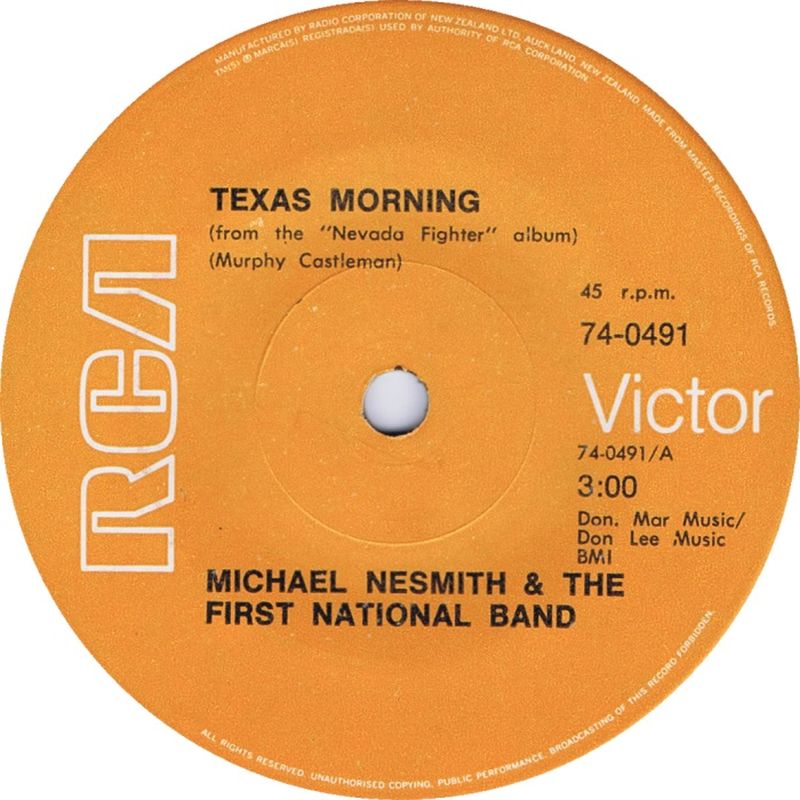 MANUFACTURED BY RADIO CORPORATION OF NEW ZEALAND LTD, AUCKLAND, NEW ZEALAND. MADE FROM MASTER RECORDINGS OF RCA RECORDS
TM(S) ® MARCA(S) REGISTRADA(S) USED BY AUTHORITY OF RCA CORPORATION.
TEXAS MORNING
(from the "Nevada Fighter" album)
(Murphy Castleman)
RCA
45 r.p.m.
74-0491
Victor
74-0491/A
3:00
Don. Mar Music/
Don Lee Music
BMI
MICHAEL NESMITH & THE
FIRST NATIONAL BAND
ALL RIGHTS RESERVED. UNAUTHORISED COPYING, PUBLIC PERFORMANCE, BROADCASTING OF THIS RECORD FORBIDDEN.